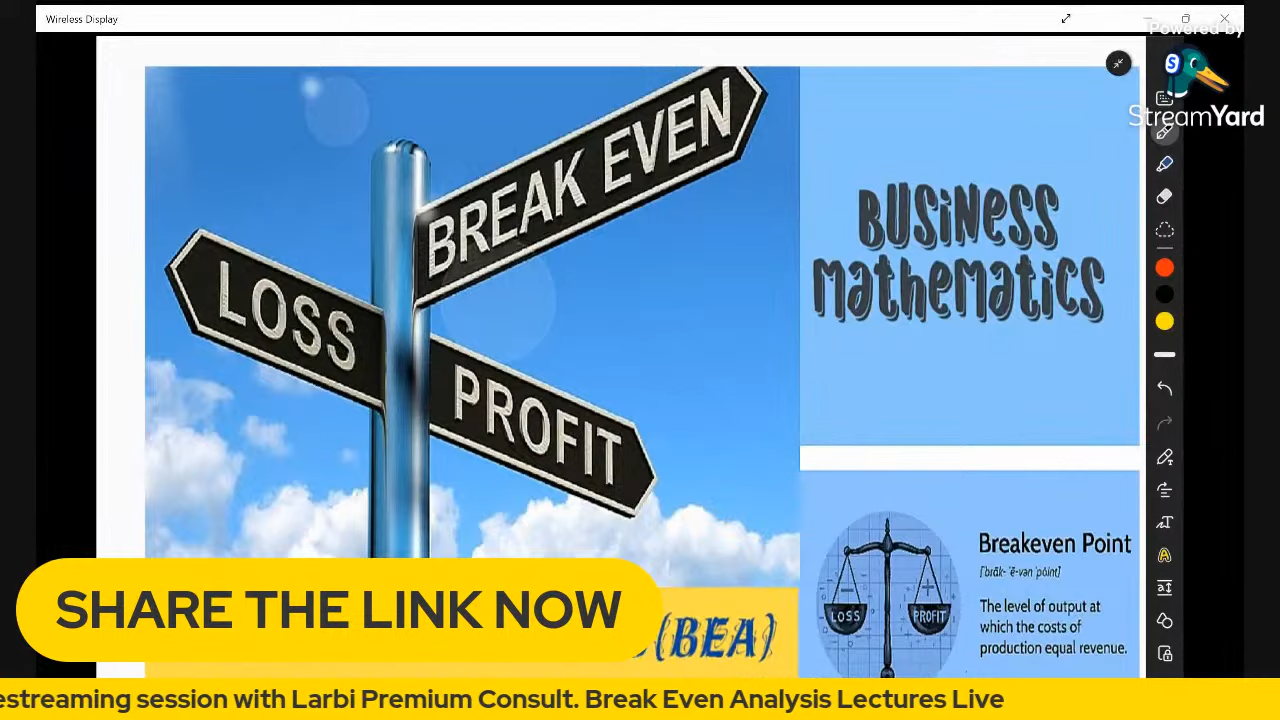 Wireless Display
Powered by
StreamYard
BREAK EVEN
LOSS
PROFIT
BUSINESS
MATHEMATICS
Breakeven Point
[ˈbrāk-ˈē-vən ˈpȯint]
The level of output at
which the costs of
production equal revenue.
LOSS
PROFIT
(BEA)
SHARE THE LINK NOW
estreaming session with Larbi Premium Consult. Break Even Analysis Lectures Live